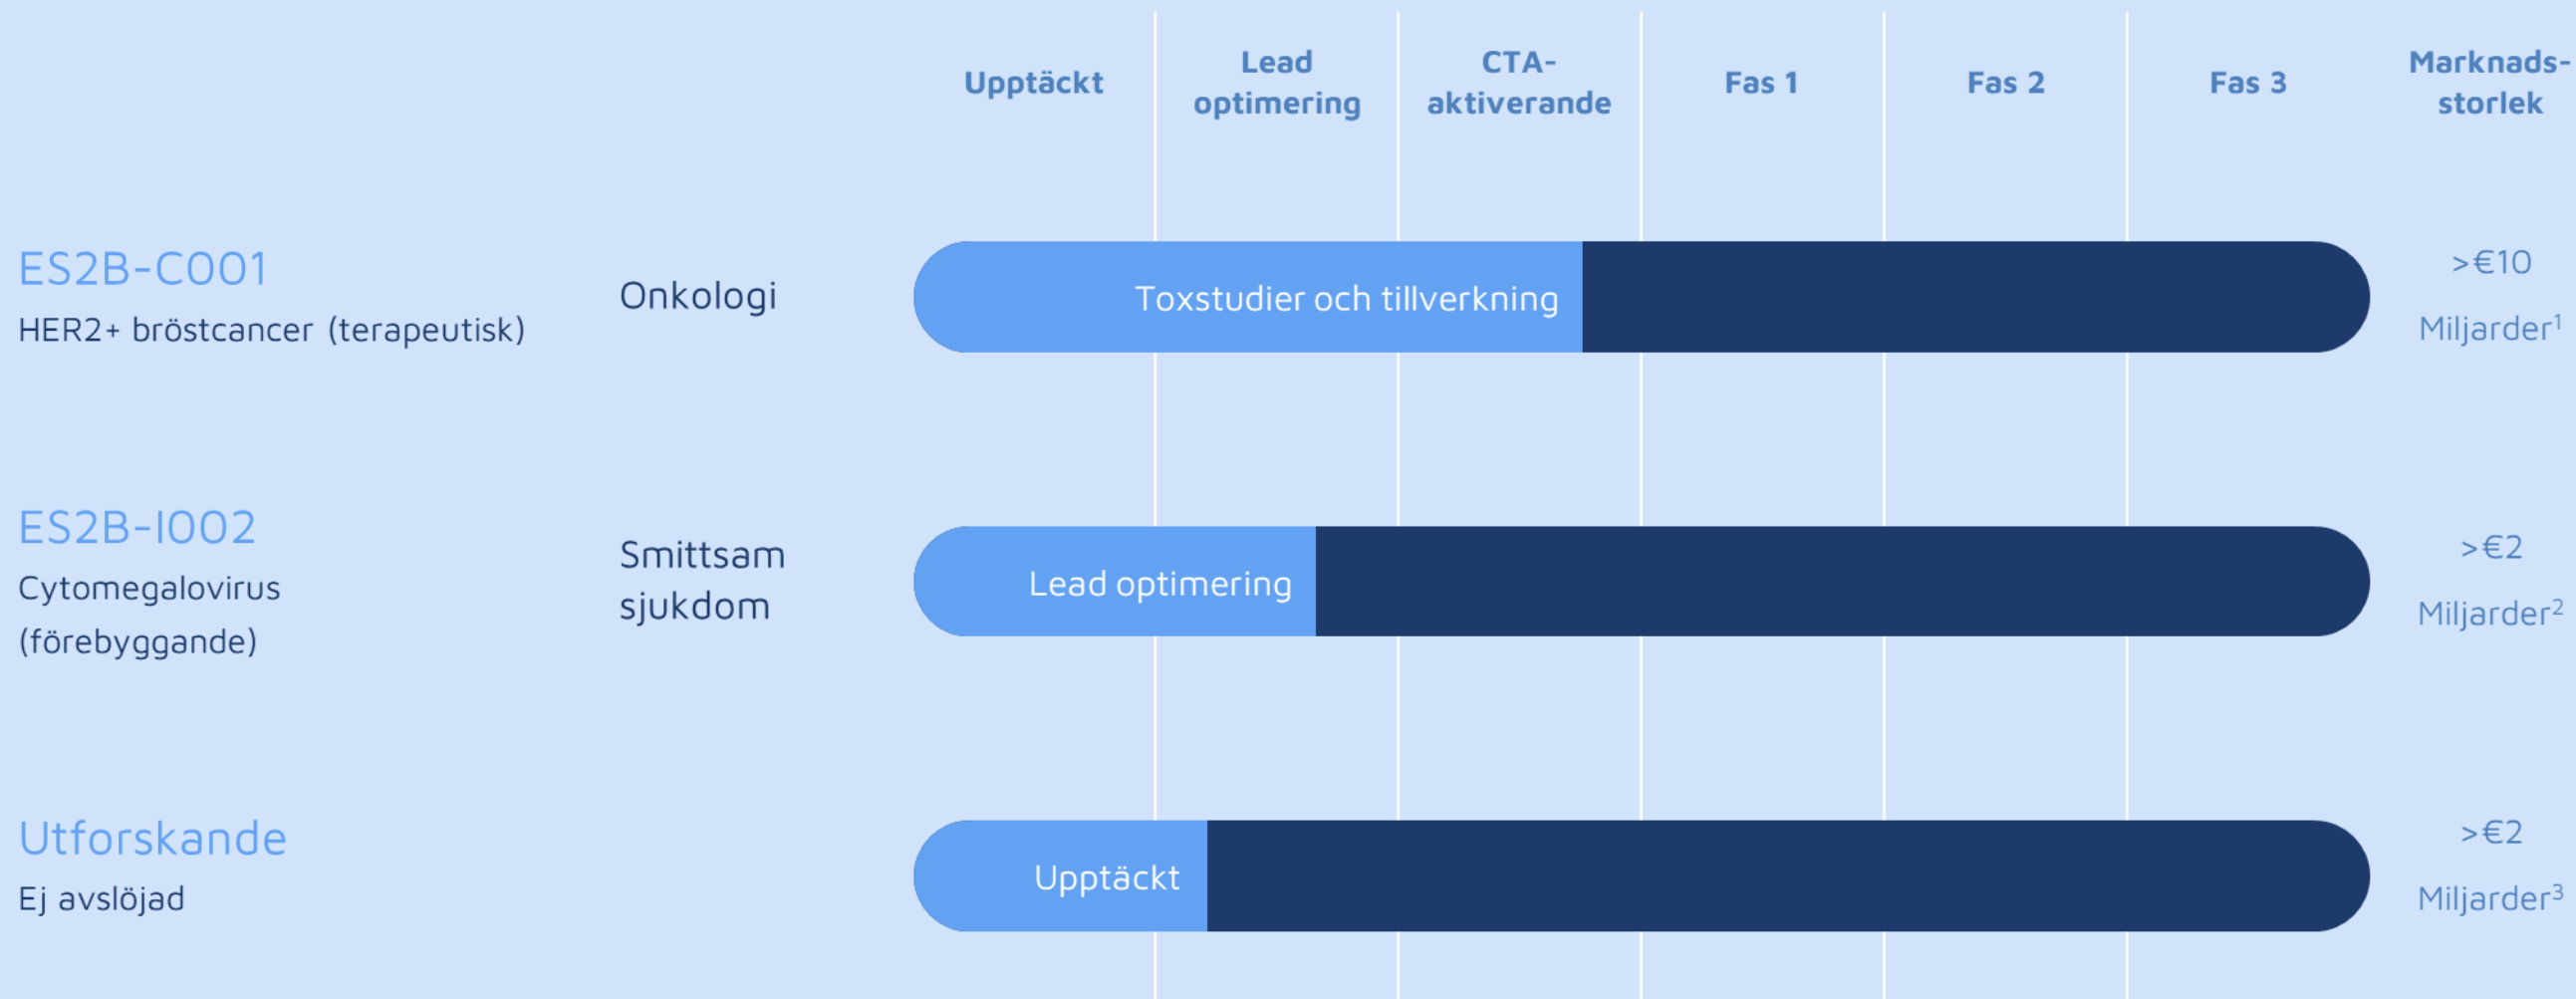 Upptäckt
Lead
optimering
CTA-
aktiverande
Fas 1
Fas 2
Fas 3
Marknads-
storlek
ES2B-C001
HER2+ bröstcancer (terapeutisk)
Onkologi
Toxstudier och tillverkning
>€10
Miljarder¹
ES2B-I002
Cytomegalovirus
(förebyggande)
Smittsam
sjukdom
Lead optimering
>€2
Miljarder²
Utforskande
Ej avslöjad
Upptäckt
>€2
Miljarder³